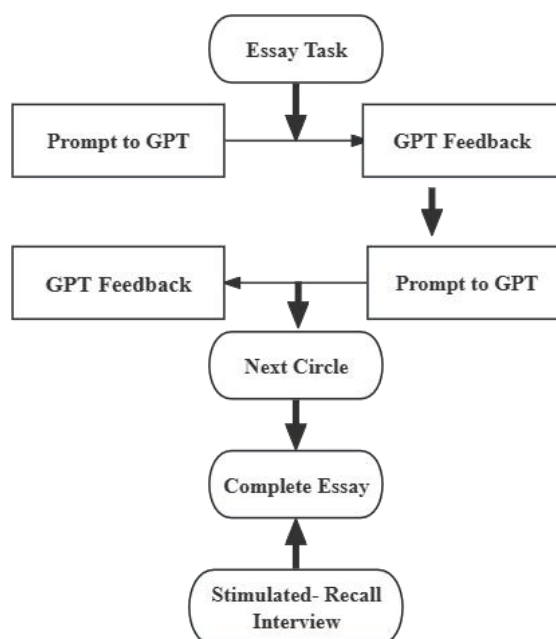 Essay Task
Prompt to GPT
GPT Feedback
GPT Feedback
Prompt to GPT
Next Circle
Complete Essay
Stimulated- Recall
Interview